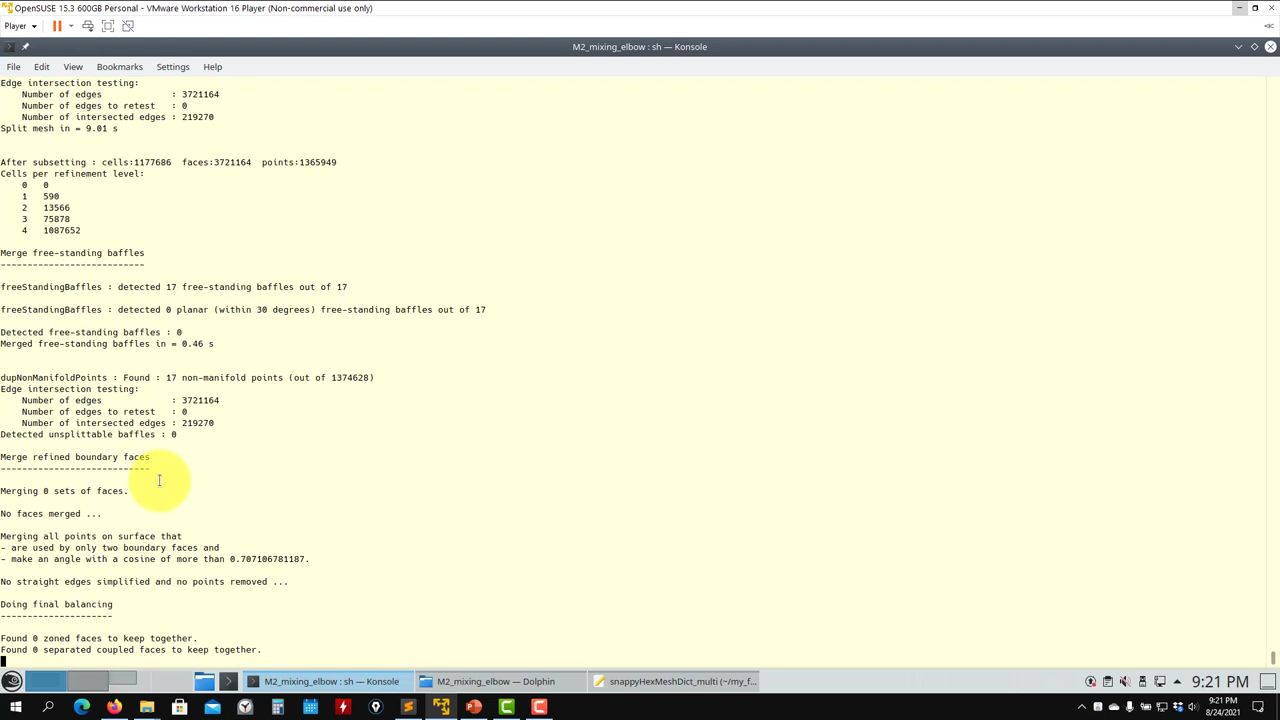 OpenSUSE 15.3 600GB Personal - VMware Workstation 16 Player (Non-commercial use only)
Player
M2_mixing_elbow : sh — Konsole
File Edit View Bookmarks Settings Help
Edge intersection testing:
Number of edges : 3721164
Number of edges to retest : 0
Number of intersected edges : 219270
Split mesh in = 9.01 s
After subsetting : cells:1177686 faces:3721164 points:1365949
Cells per refinement level:
0 0
1 590
2 13566
3 75878
4 1087652
Merge free-standing baffles
---------------------------
freeStandingBaffles : detected 17 free-standing baffles out of 17
freeStandingBaffles : detected 0 planar (within 30 degrees) free-standing baffles out of 17
Detected free-standing baffles : 0
Merged free-standing baffles in = 0.46 s
dupNonManifoldPoints : Found : 17 non-manifold points (out of 1374628)
Edge intersection testing:
Number of edges : 3721164
Number of edges to retest : 0
Number of intersected edges : 219270
Detected unsplittable baffles : 0
Merge refined boundary faces
----------------------------
Merging 0 sets of faces.
No faces merged ...
Merging all points on surface that
- are used by only two boundary faces and
- make an angle with a cosine of more than 0.707106781187.
No straight edges simplified and no points removed ...
Doing final balancing
---------------------
Found 0 zoned faces to keep together.
Found 0 separated coupled faces to keep together.
M2_mixing_elbow : sh — Konsole
M2_mixing_elbow — Dolphin
snappyHexMeshDict_multi (~/my_f...
9:21 PM
9:21 PM
8/24/2021